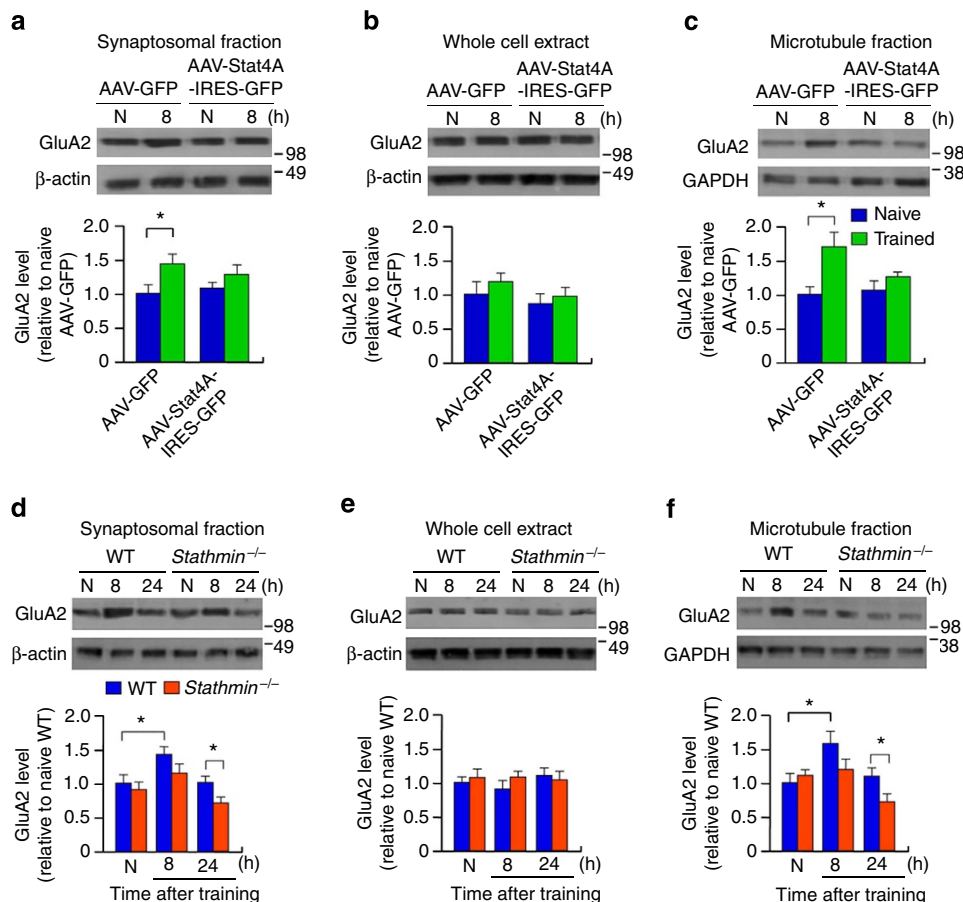 a
Synaptosomal fraction
AAV-GFP
AAV-Stat4A
-IRES-GFP
N 8 N 8 (h)
GluA2
98
β-actin
49
2.0
1.5
1.0
0.5
0
*
GluA2 level
(relative to naive
AAV-GFP)
AAV-GFP
AAV-Stat4A-
IRES-GFP
b
Whole cell extract
AAV-GFP
AAV-Stat4A
-IRES-GFP
N 8 N 8 (h)
GluA2
98
β-actin
49
2.0
1.5
1.0
0.5
0
GluA2 level
(relative to naive
AAV-GFP)
AAV-GFP
AAV-Stat4A-
IRES-GFP
c
Microtubule fraction
AAV-GFP
AAV-Stat4A
-IRES-GFP
N 8 N 8 (h)
GluA2
98
GAPDH
38
Naive
Trained
2.0
1.5
1.0
0.5
0
*
GluA2 level
(relative to naive
AAV-GFP)
AAV-GFP
AAV-Stat4A-
IRES-GFP
d
Synaptosomal fraction
WT Stathmin−/−
N 8 24 N 8 24 (h)
GluA2
98
β-actin
49
WT Stathmin−/−
2.0
1.5
1.0
0.5
0
* *
GluA2 level
(relative to naive WT)
N 8 24 (h)
Time after training
e
Whole cell extract
WT Stathmin−/−
N 8 24 N 8 24 (h)
GluA2
98
β-actin
49
2.0
1.5
1.0
0.5
0
GluA2 level
(relative to naive WT)
N 8 24 (h)
Time after training
f
Microtubule fraction
WT Stathmin−/−
N 8 24 N 8 24 (h)
GluA2
98
GAPDH
38
2.0
1.5
1.0
0.5
0
* *
GluA2 level
(relative to naive WT)
N 8 24 (h)
Time after training